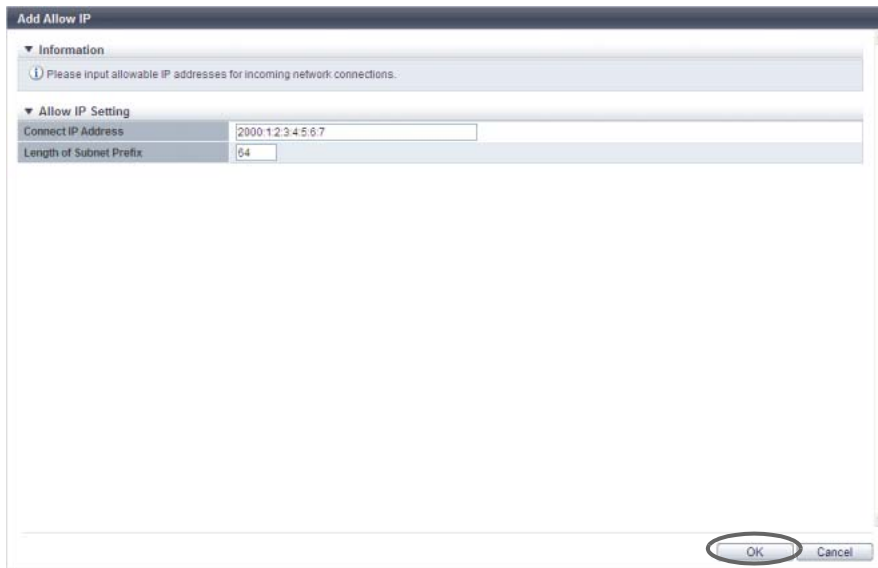 Add Allow IP
Information
Please input allowable IP addresses for incoming network connections.
Allow IP Setting
Connect IP Address 2000:1:2:3:4:5:6:7
Length of Subnet Prefix 64
OK Cancel